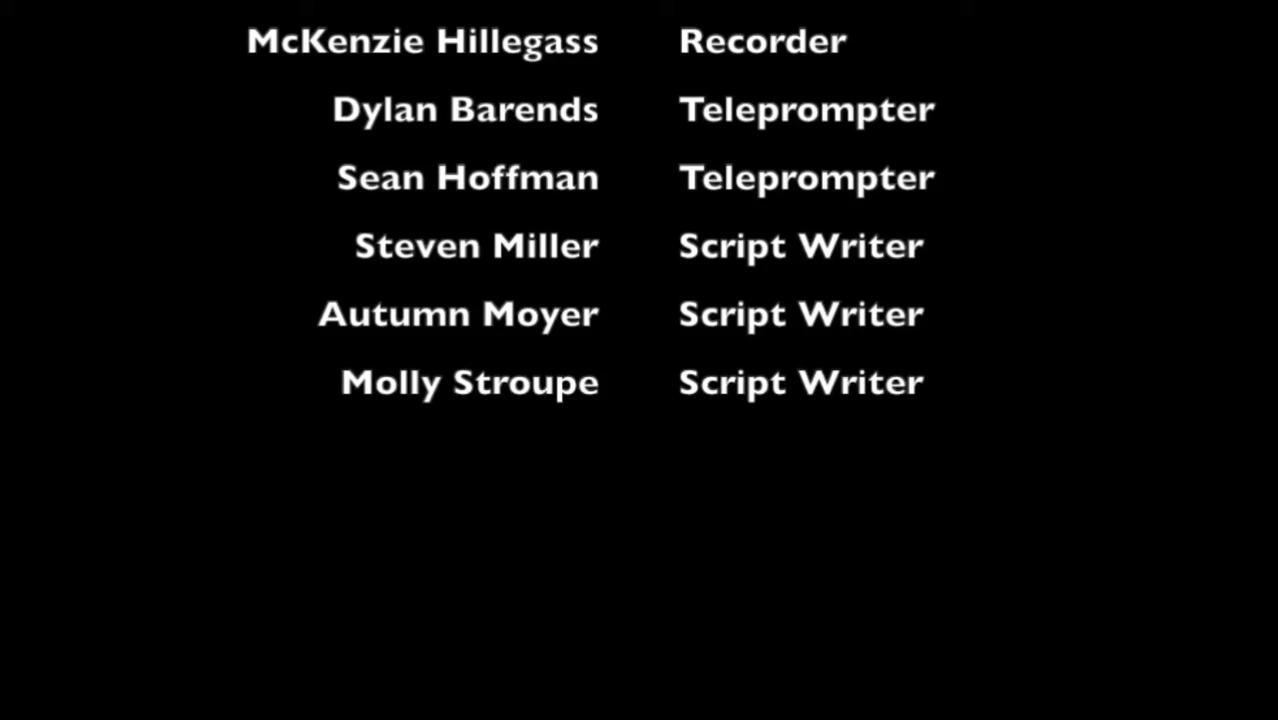 McKenzie Hillegass Recorder
Dylan Barends Teleprompter
Sean Hoffman Teleprompter
Steven Miller Script Writer
Autumn Moyer Script Writer
Molly Stroupe Script Writer